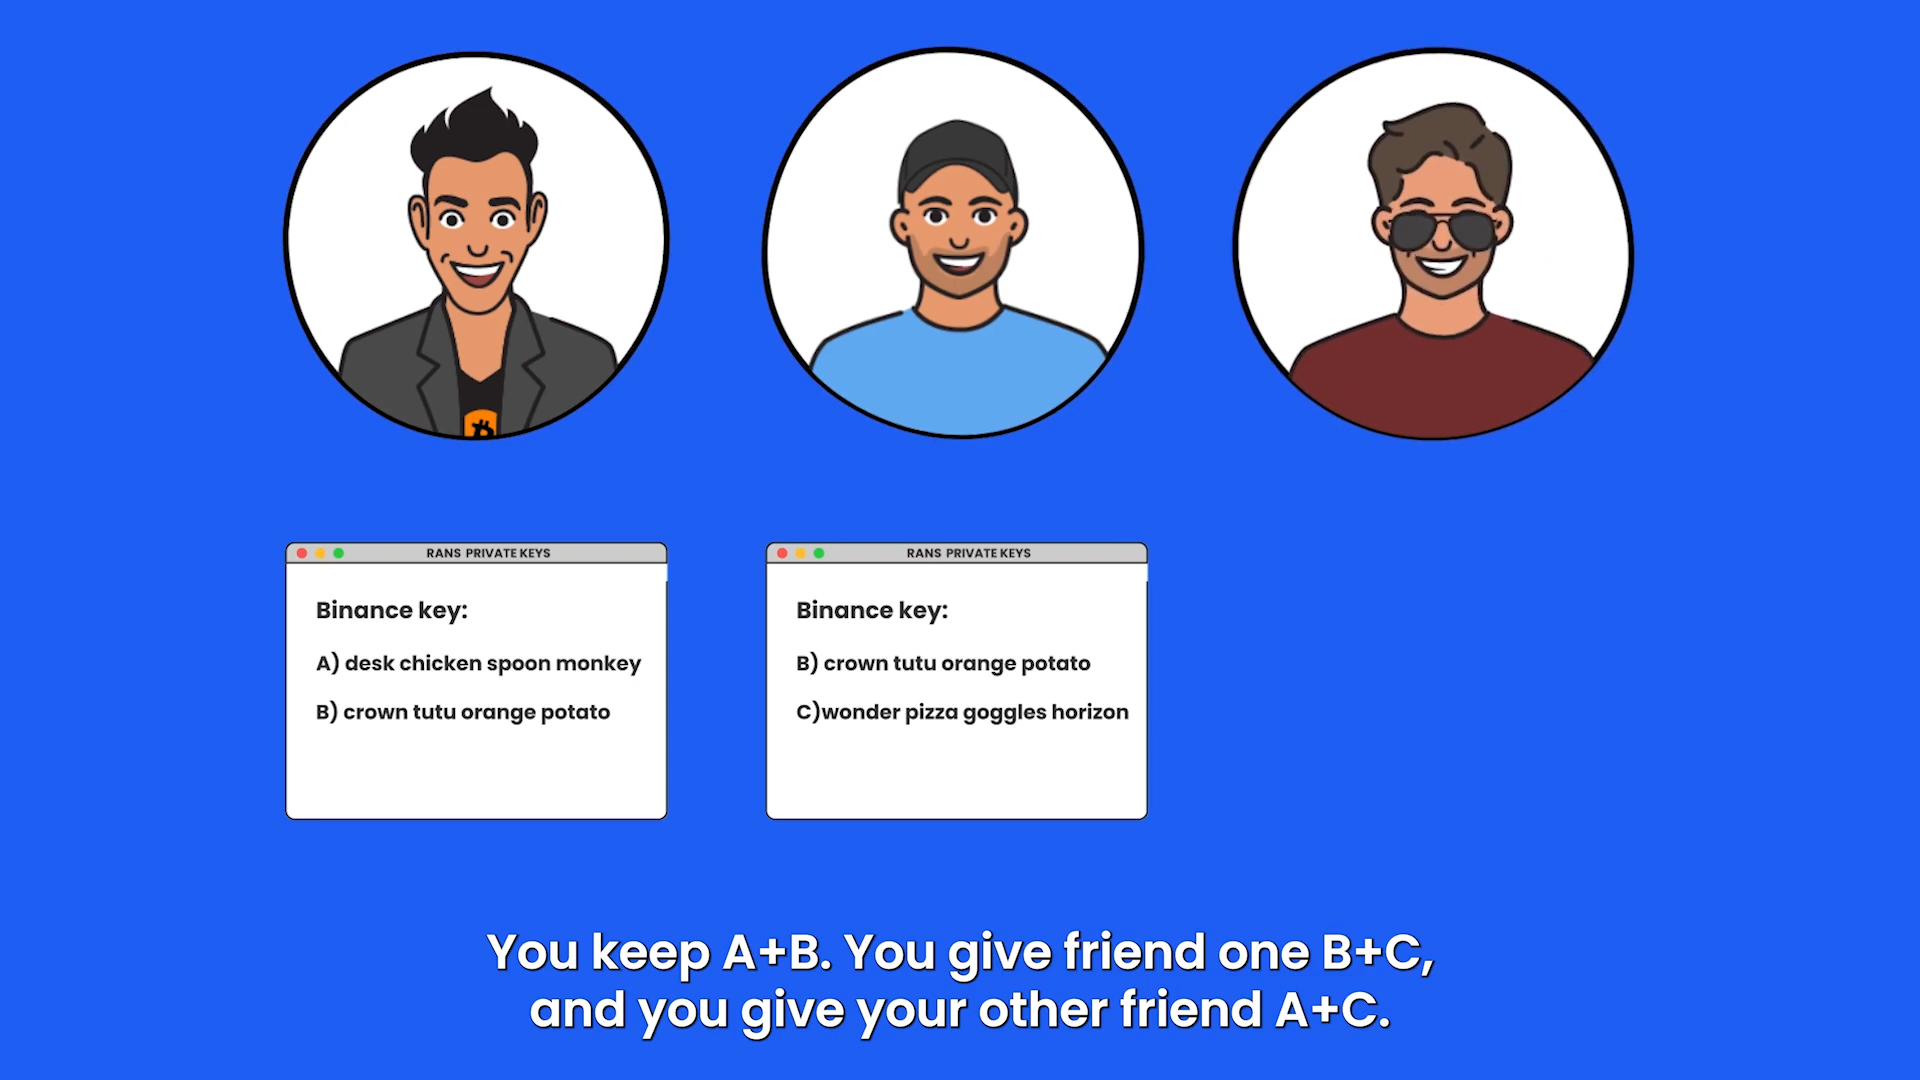 RANS PRIVATE KEYS
Binance key:
A) desk chicken spoon monkey
B) crown tutu orange potato
RANS PRIVATE KEYS
Binance key:
B) crown tutu orange potato
C)wonder pizza goggles horizon
You keep A+B. You give friend one B+C,
and you give your other friend A+C.